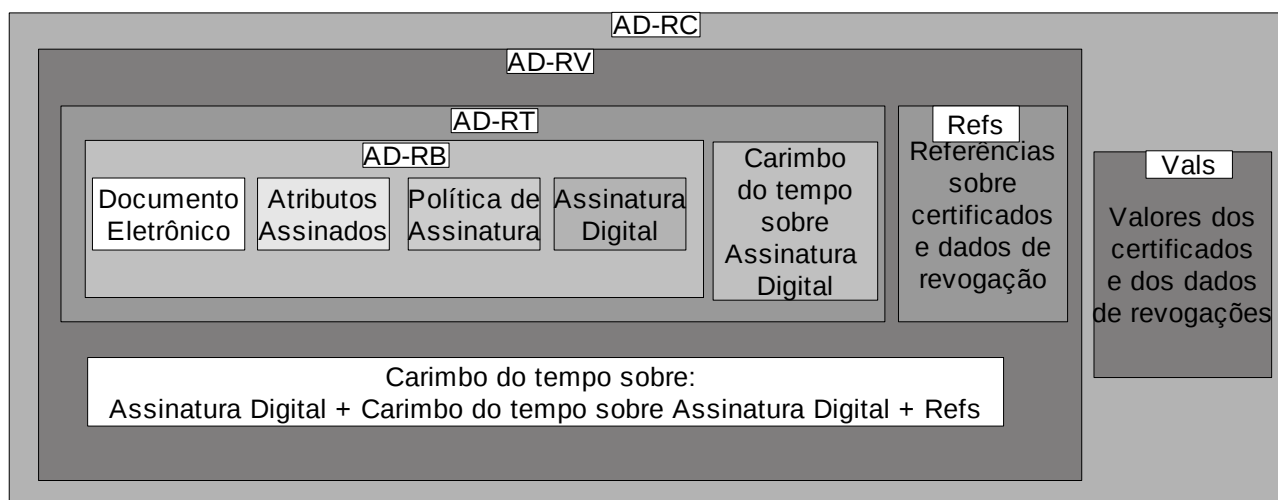 AD-RC
AD-RV
AD-RT
AD-RB
Documento
Eletrônico
Atributos
Assinados
Política de
Assinatura
Assinatura
Digital
Carimbo
do tempo
sobre
Assinatura
Digital
Refs
Referências
sobre
certificados
e dados de
revogação
Vals
Valores dos
certificados
e dos dados
de revogações
Carimbo do tempo sobre:
Assinatura Digital + Carimbo do tempo sobre Assinatura Digital + Refs